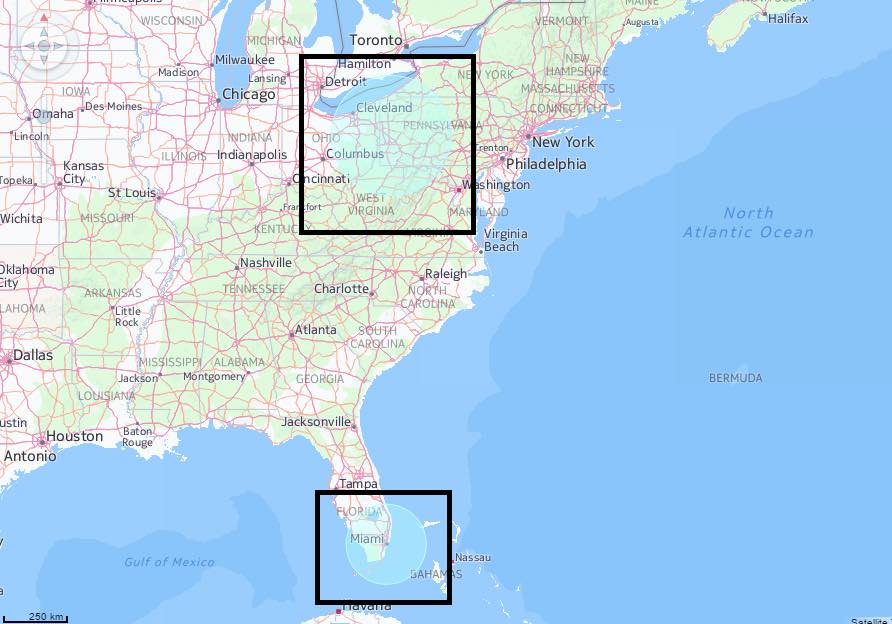 Minneapolis
WISCONSIN
Toronto
VERMONT
MAINE
Augusta
Halifax
MICHIGAN
Milwaukee
Madison
Lansing
Hamilton
Detroit
NEW YORK
NEW
HAMPSHIRE
MASSACHUSETTS
CONNECTICUT
Chicago
IOWA
Des Moines
Omaha
Cleveland
PENNSYLVANIA
Lincoln
OHIO
INDIANA
ILLINOIS
Indianapolis
Columbus
Trenton
New York
Philadelphia
Topeka
Kansas
City
Cincinnati
Washington
St Louis
Frankfort
WEST
VIRGINIA
MARYLAND
Wichita
MISSOURI
KENTUCKY
VIRGINIA
Virginia
Beach
North
Atlantic Ocean
Oklahoma
City
Nashville
Raleigh
ARKANSAS
TENNESSEE
Charlotte
NORTH
CAROLINA
LAHOMA
Little
Rock
Atlanta
SOUTH
CAROLINA
Dallas
MISSISSIPPI
ALABAMA
Jackson
Montgomery
GEORGIA
BERMUDA
LOUISIANA
ustin
Houston
Antonio
Baton
Rouge
Jacksonville
Tampa
FLORIDA
Miami
Gulf of Mexico
Nassau
BAHAMAS
Havana
250 km
Satellite